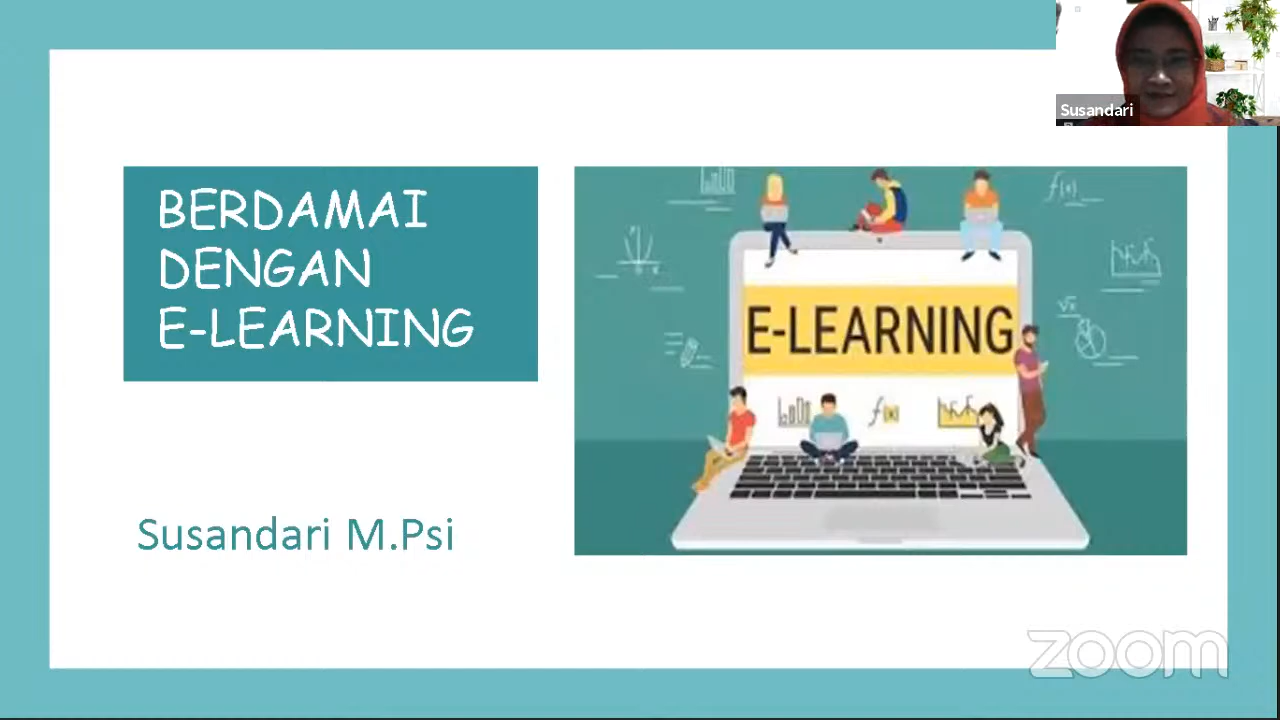 Susandari
BERDAMAI
DENGAN
E-LEARNING
f(x)
√x
E-LEARNING
f(x)
Susandari M.Psi
zoom